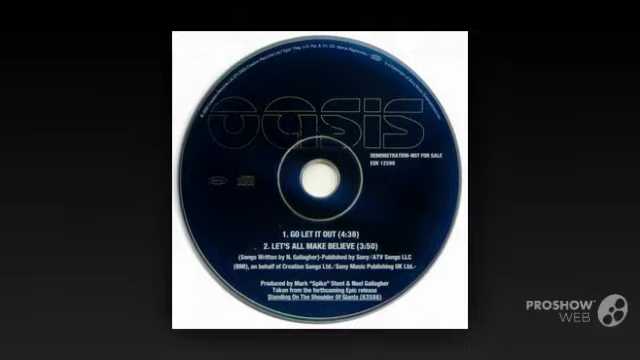 oasis
DEMONSTRATION-NOT FOR SALE
ESK 12598
1. GO LET IT OUT (4:38)
2. LET'S ALL MAKE BELIEVE (3:50)
(Songs Written by N. Gallagher)-Published by Sony/ATV Songs LLC
(BMI), on behalf of Creation Songs Ltd./Sony Music Publishing UK Ltd.-
Produced by Mark "Spike" Stent & Noel Gallagher
Taken from the forthcoming Epic release
Standing On The Shoulder Of Giants (63586)
PROSHOW
WEB